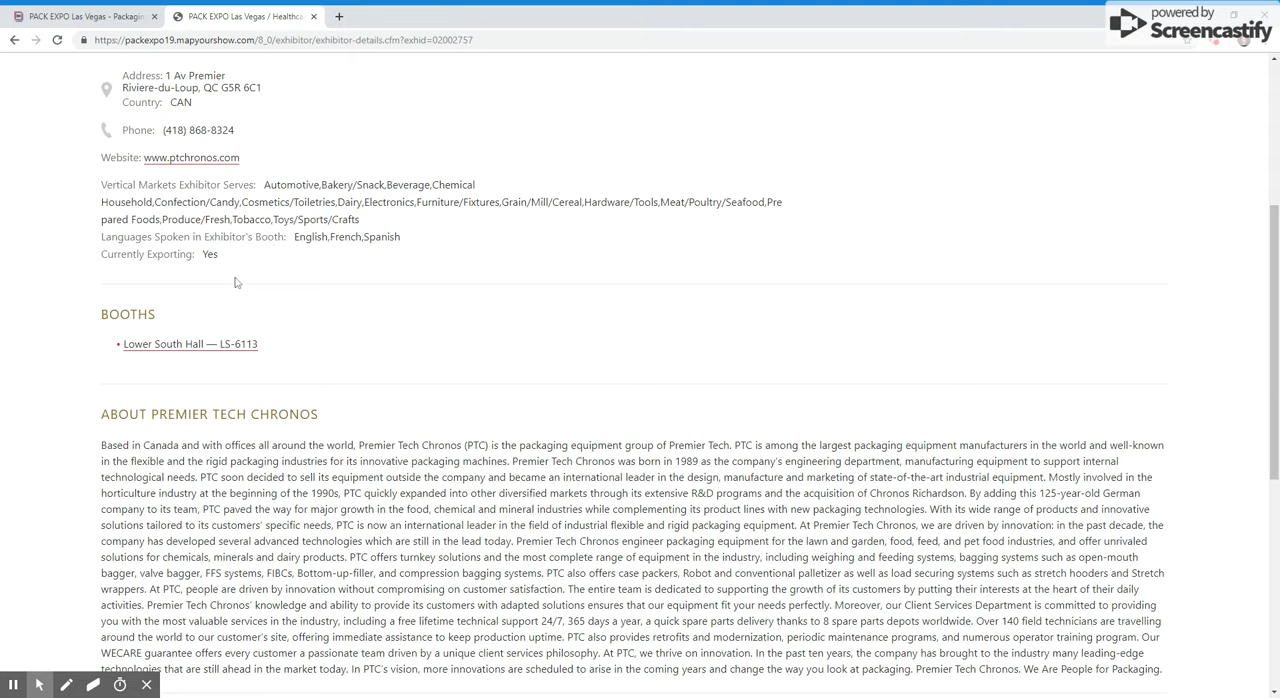 PACK EXPO Las Vegas - Packagin
PACK EXPO Las Vegas / Healthca
powered by
Screencastify
https://packexpo19.mapyourshow.com/8_0/exhibitor/exhibitor-details.cfm?exhid=02002757
Address: 1 Av Premier
Riviere-du-Loup, QC G5R 6C1
Country: CAN
Phone: (418) 868-8324
Website: www.ptchronos.com
Vertical Markets Exhibitor Serves: Automotive,Bakery/Snack,Beverage,Chemical
Household,Confection/Candy,Cosmetics/Toiletries,Dairy,Electronics,Furniture/Fixtures,Grain/Mill/Cereal,Hardware/Tools,Meat/Poultry/Seafood,Pre
pared Foods,Produce/Fresh,Tobacco,Toys/Sports/Crafts
Languages Spoken in Exhibitor's Booth: English,French,Spanish
Currently Exporting: Yes
BOOTHS
• Lower South Hall — LS-6113
ABOUT PREMIER TECH CHRONOS
Based in Canada and with offices all around the world, Premier Tech Chronos (PTC) is the packaging equipment group of Premier Tech. PTC is among the largest packaging equipment manufacturers in the world and well-known
in the flexible and the rigid packaging industries for its innovative packaging machines. Premier Tech Chronos was born in 1989 as the company's engineering department, manufacturing equipment to support internal
technological needs. PTC soon decided to sell its equipment outside the company and became an international leader in the design, manufacture and marketing of state-of-the-art industrial equipment. Mostly involved in the
horticulture industry at the beginning of the 1990s, PTC quickly expanded into other diversified markets through its extensive R&D programs and the acquisition of Chronos Richardson. By adding this 125-year-old German
company to its team, PTC paved the way for major growth in the food, chemical and mineral industries while complementing its product lines with new packaging technologies. With its wide range of products and innovative
solutions tailored to its customers' specific needs, PTC is now an international leader in the field of industrial flexible and rigid packaging equipment. At Premier Tech Chronos, we are driven by innovation: in the past decade, the
company has developed several advanced technologies which are still in the lead today. Premier Tech Chronos engineer packaging equipment for the lawn and garden, food, feed, and pet food industries, and offer unrivaled
solutions for chemicals, minerals and dairy products. PTC offers turnkey solutions and the most complete range of equipment in the industry, including weighing and feeding systems, bagging systems such as open-mouth
bagger, valve bagger, FFS systems, FIBCs, Bottom-up-filler, and compression bagging systems. PTC also offers case packers, Robot and conventional palletizer as well as load securing systems such as stretch hooders and Stretch
wrappers. At PTC, people are driven by innovation without compromising on customer satisfaction. The entire team is dedicated to supporting the growth of its customers by putting their interests at the heart of their daily
activities. Premier Tech Chronos' knowledge and ability to provide its customers with adapted solutions ensures that our equipment fit your needs perfectly. Moreover, our Client Services Department is committed to providing
you with the most valuable services in the industry, including a free lifetime technical support 24/7, 365 days a year, a quick spare parts delivery thanks to 8 spare parts depots worldwide. Over 140 field technicians are travelling
around the world to our customer's site, offering immediate assistance to keep production uptime. PTC also provides retrofits and modernization, periodic maintenance programs, and numerous operator training program. Our
WECARE guarantee offers every customer a passionate team driven by a unique client services philosophy. At PTC, we thrive on innovation. In the past ten years, the company has brought to the industry many leading-edge
technologies that are still ahead in the market today. In PTC's vision, more innovations are scheduled to arise in the coming years and change the way you look at packaging. Premier Tech Chronos. We Are People for Packaging.